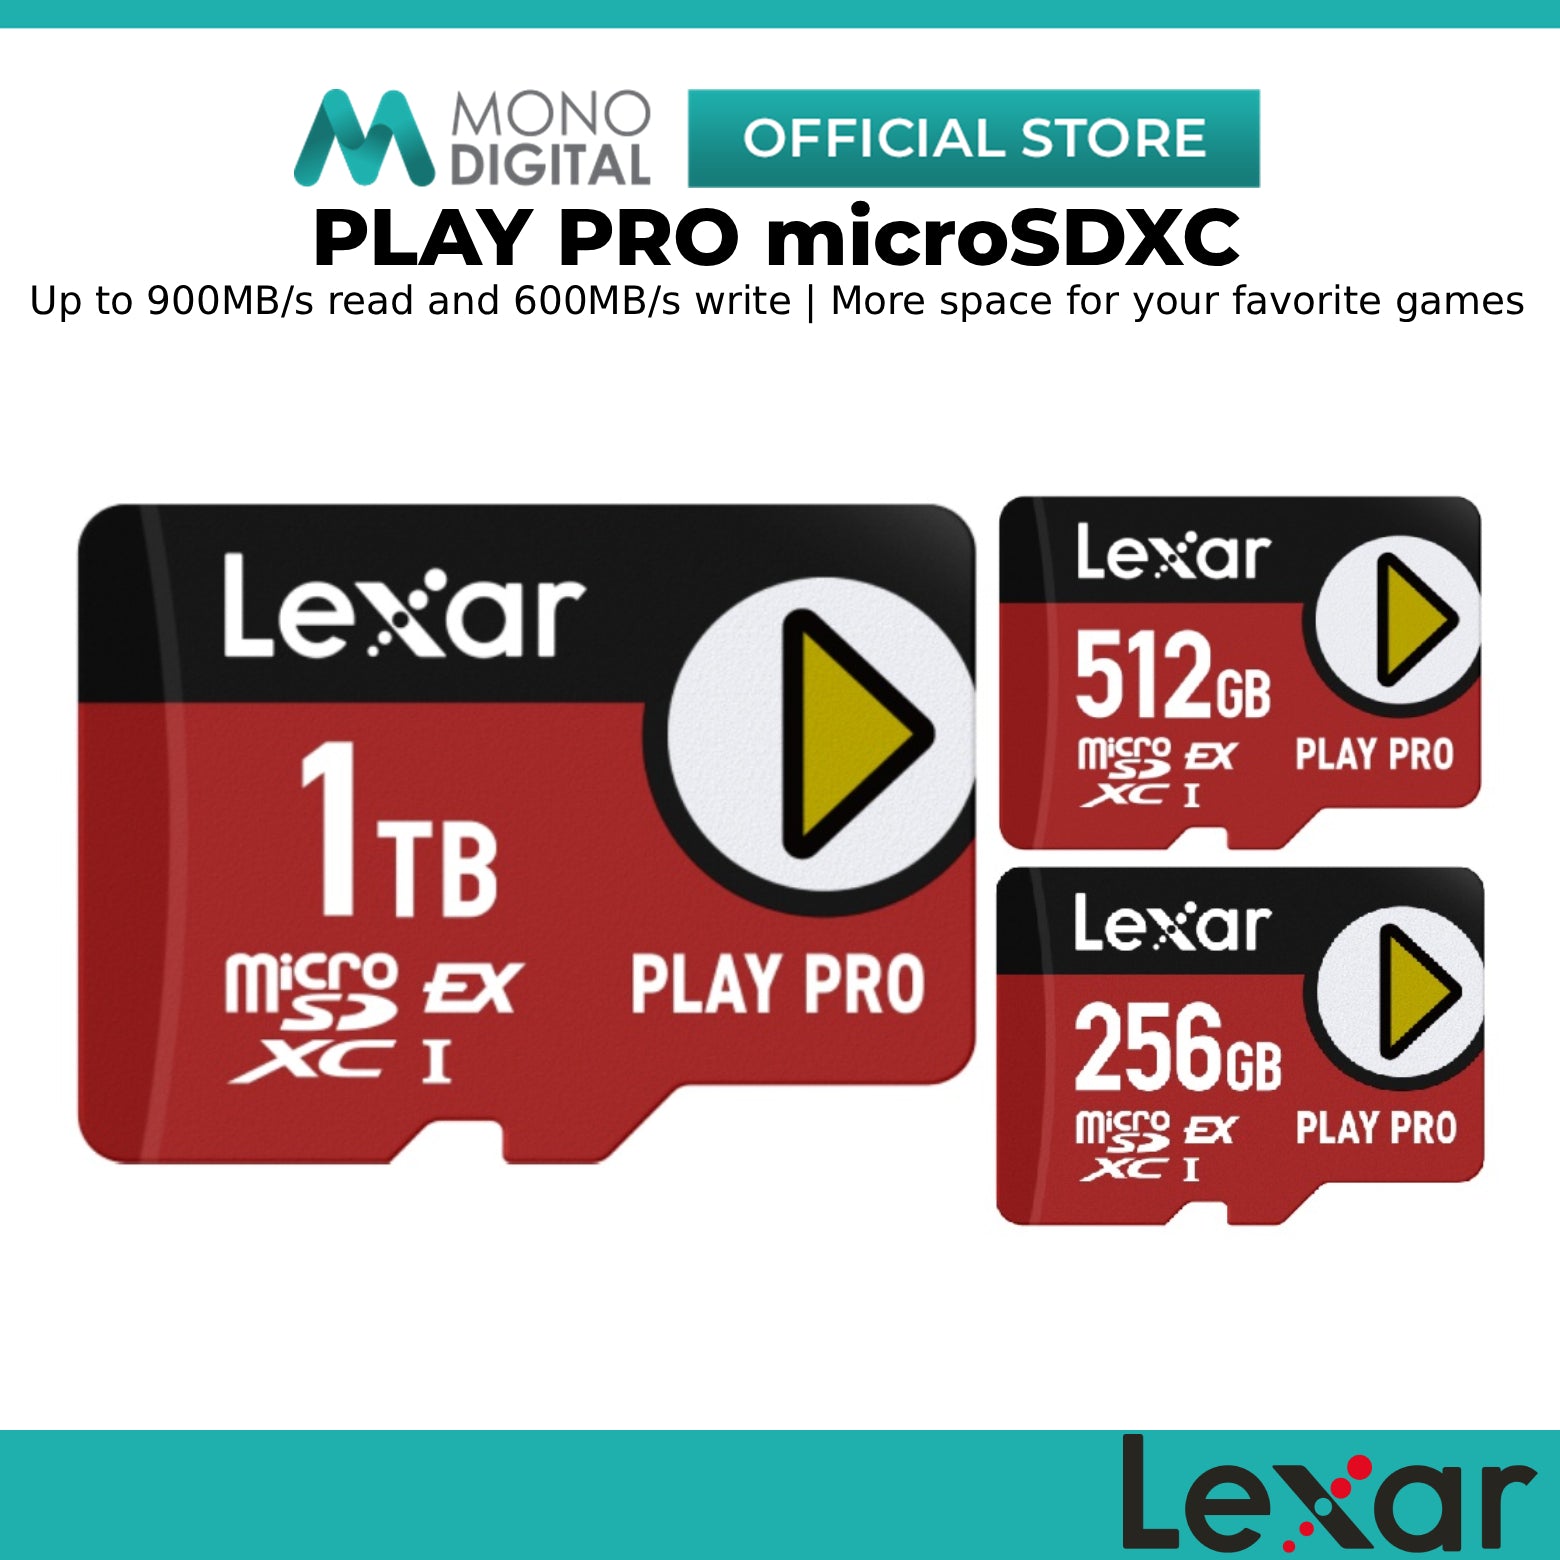 MONO
DIGITAL
OFFICIAL STORE
PLAY PRO microSDXC
Up to 900MB/s read and 600MB/s write | More space for your favorite games
Lexar
1TB
micro SD EX
XC I
PLAY PRO
Lexar
512GB
micro SD EX
XC I
PLAY PRO
Lexar
256GB
micro SD EX
XC I
PLAY PRO
Lexar